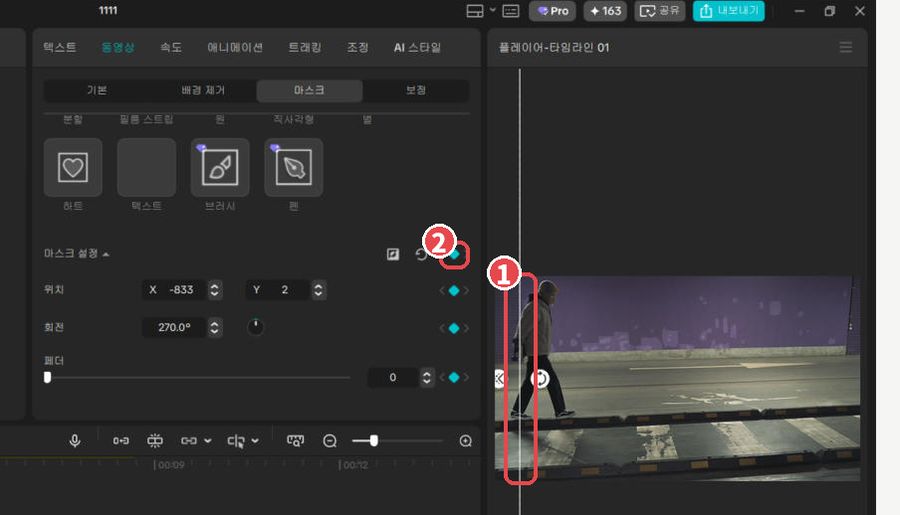 1111
Pro
163
공유
내보내기
텍스트 동영상 속도 애니메이션 트래킹 조정 AI 스타일
플레이어-타임라인 01
기본 배경 제거 마스크 보정
분할 필름 스트립 원 직사각형 별
하트 텍스트 브러시 펜
마스크 설정
2
1
위치 X -833 Y 2
회전 270.0°
페더
0
00:09 00:12